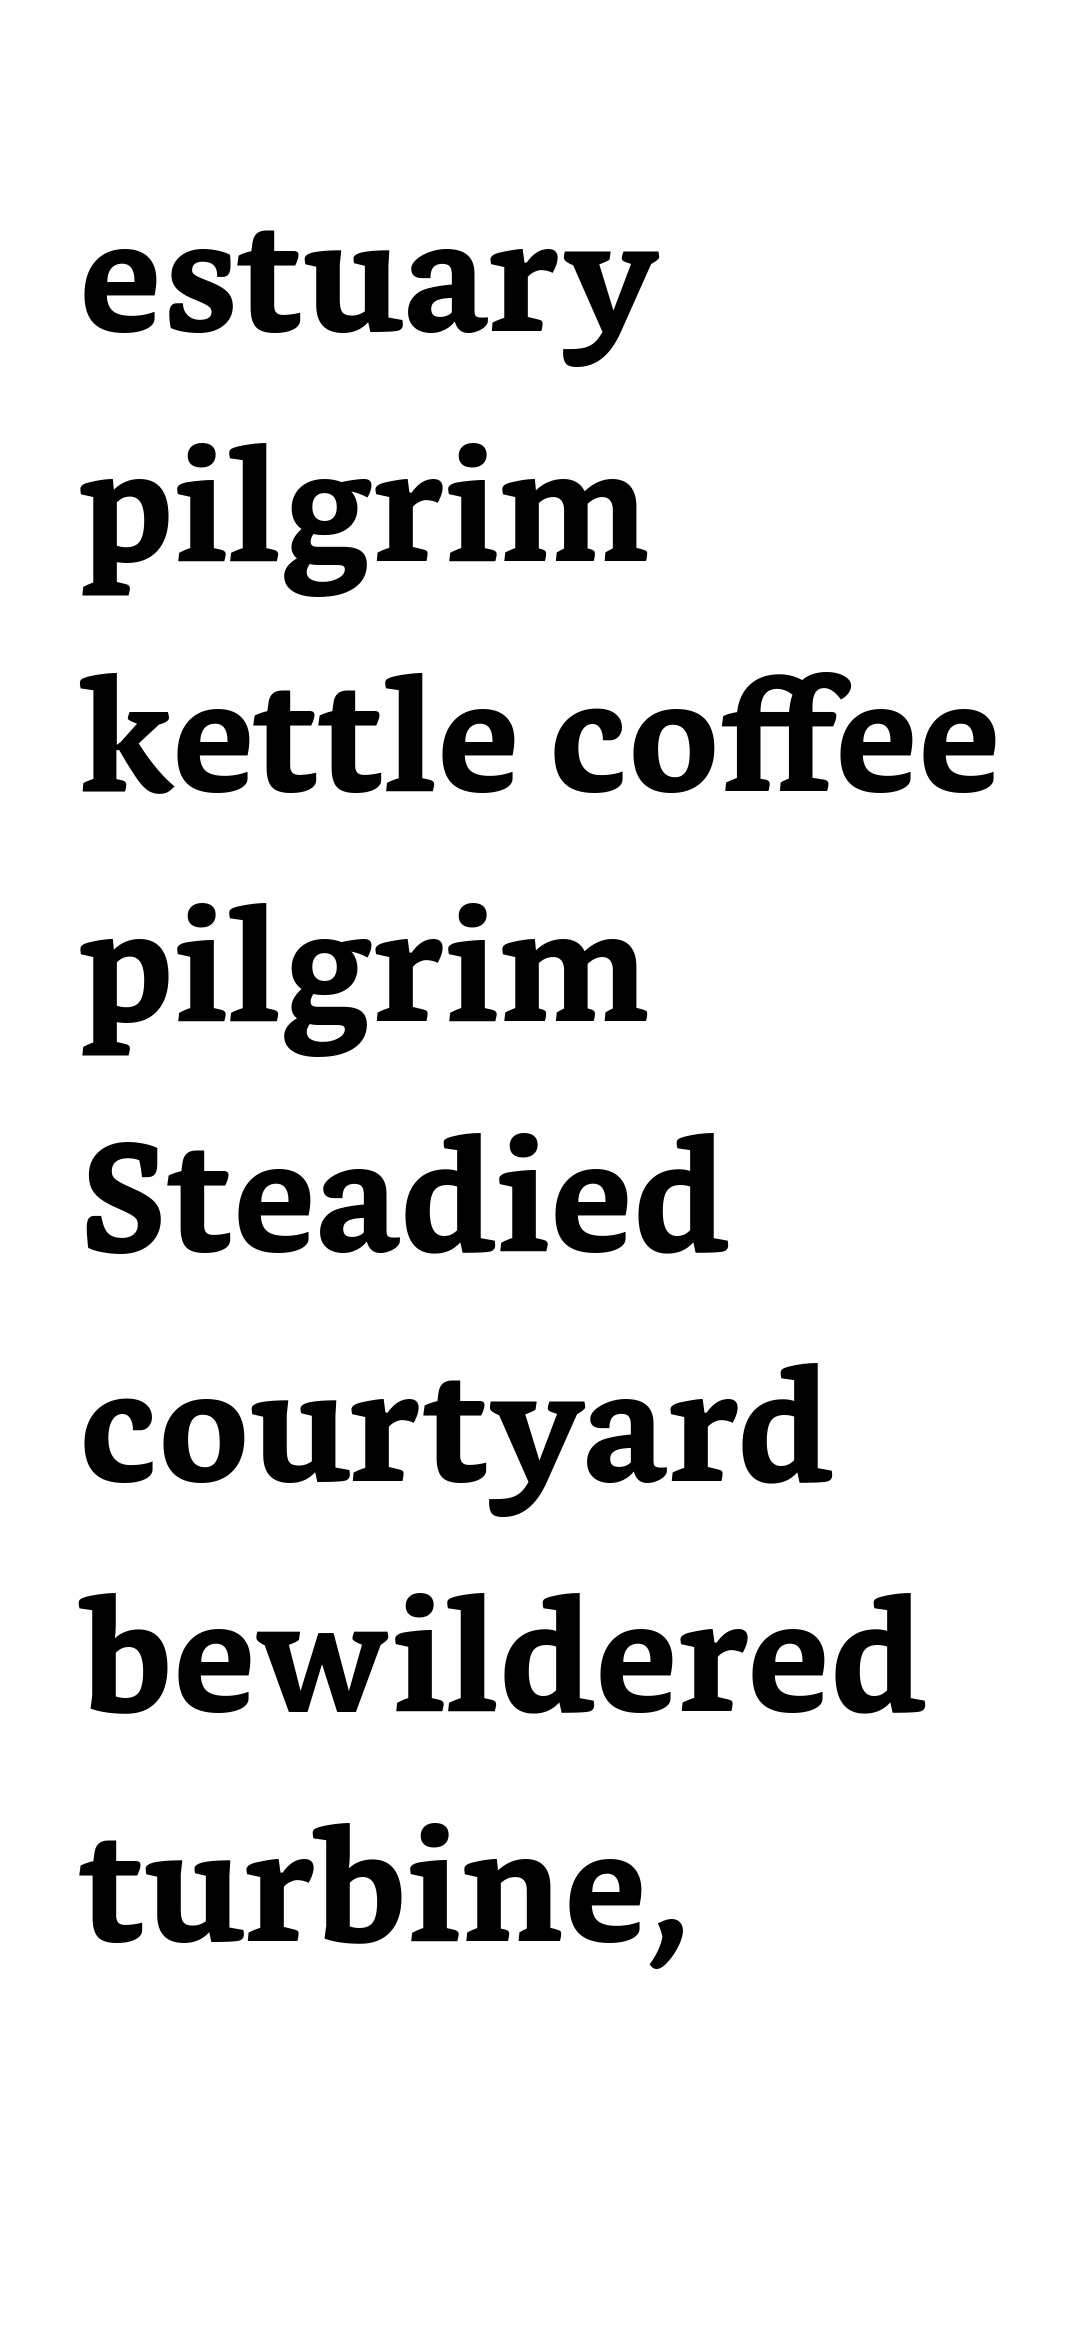 estuary
pilgrim
kettle coffee
pilgrim
Steadied
courtyard
bewildered
turbine,